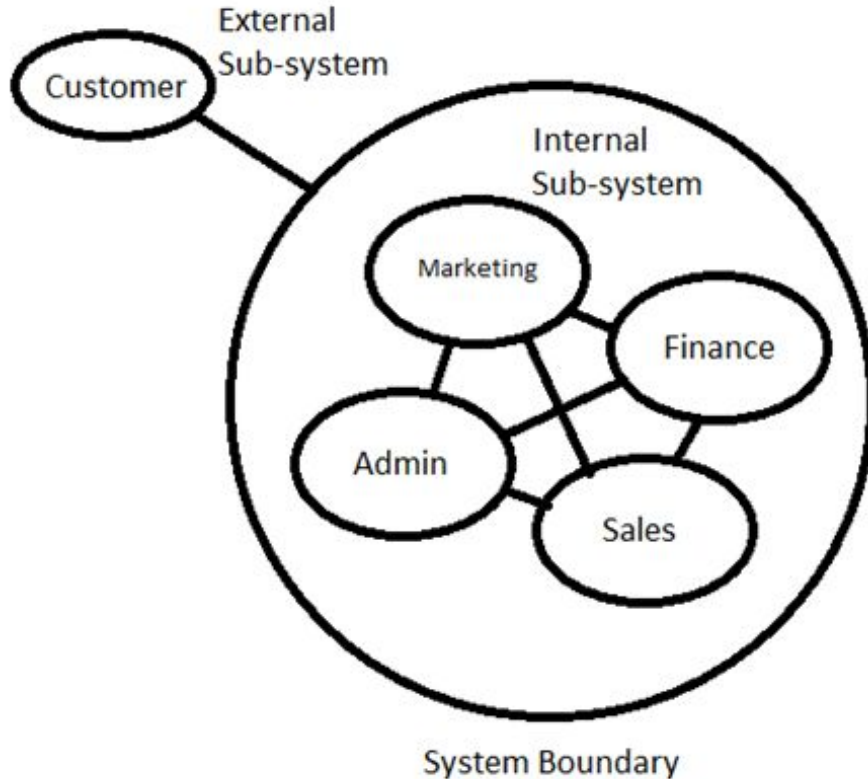 External
Sub-system
Customer
Internal
Sub-system
Marketing
Finance
Admin
Sales
System Boundary